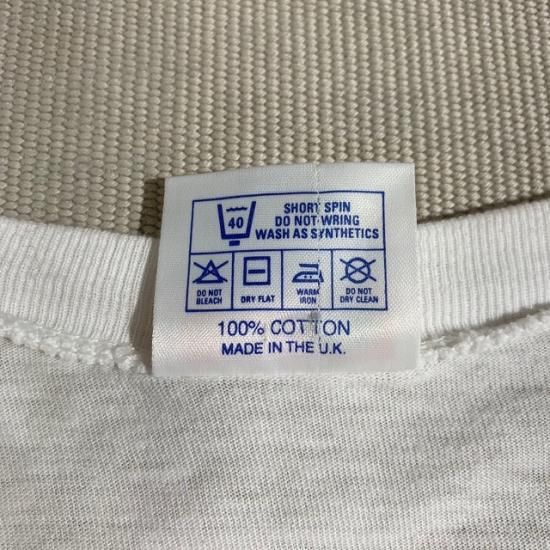 40
SHORT SPIN
DO NOT WRING
WASH AS SYNTHETICS
DO NOT BLEACH
DRY FLAT
WARM IRON
DO NOT DRY CLEAN
100% COTTON
MADE IN THE U.K.